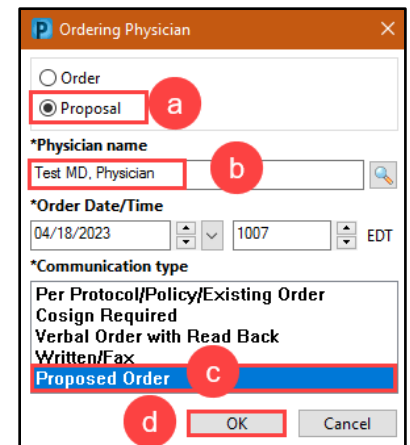 Ordering Physician
Order
Proposal a
*Physician name
Test MD, Physician b
*Order Date/Time
04/18/2023 1007 EDT
*Communication type
Per Protocol/Policy/Existing Order
Cosign Required
Verbal Order with Read Back
Written/Fax
Proposed Order c
d OK Cancel